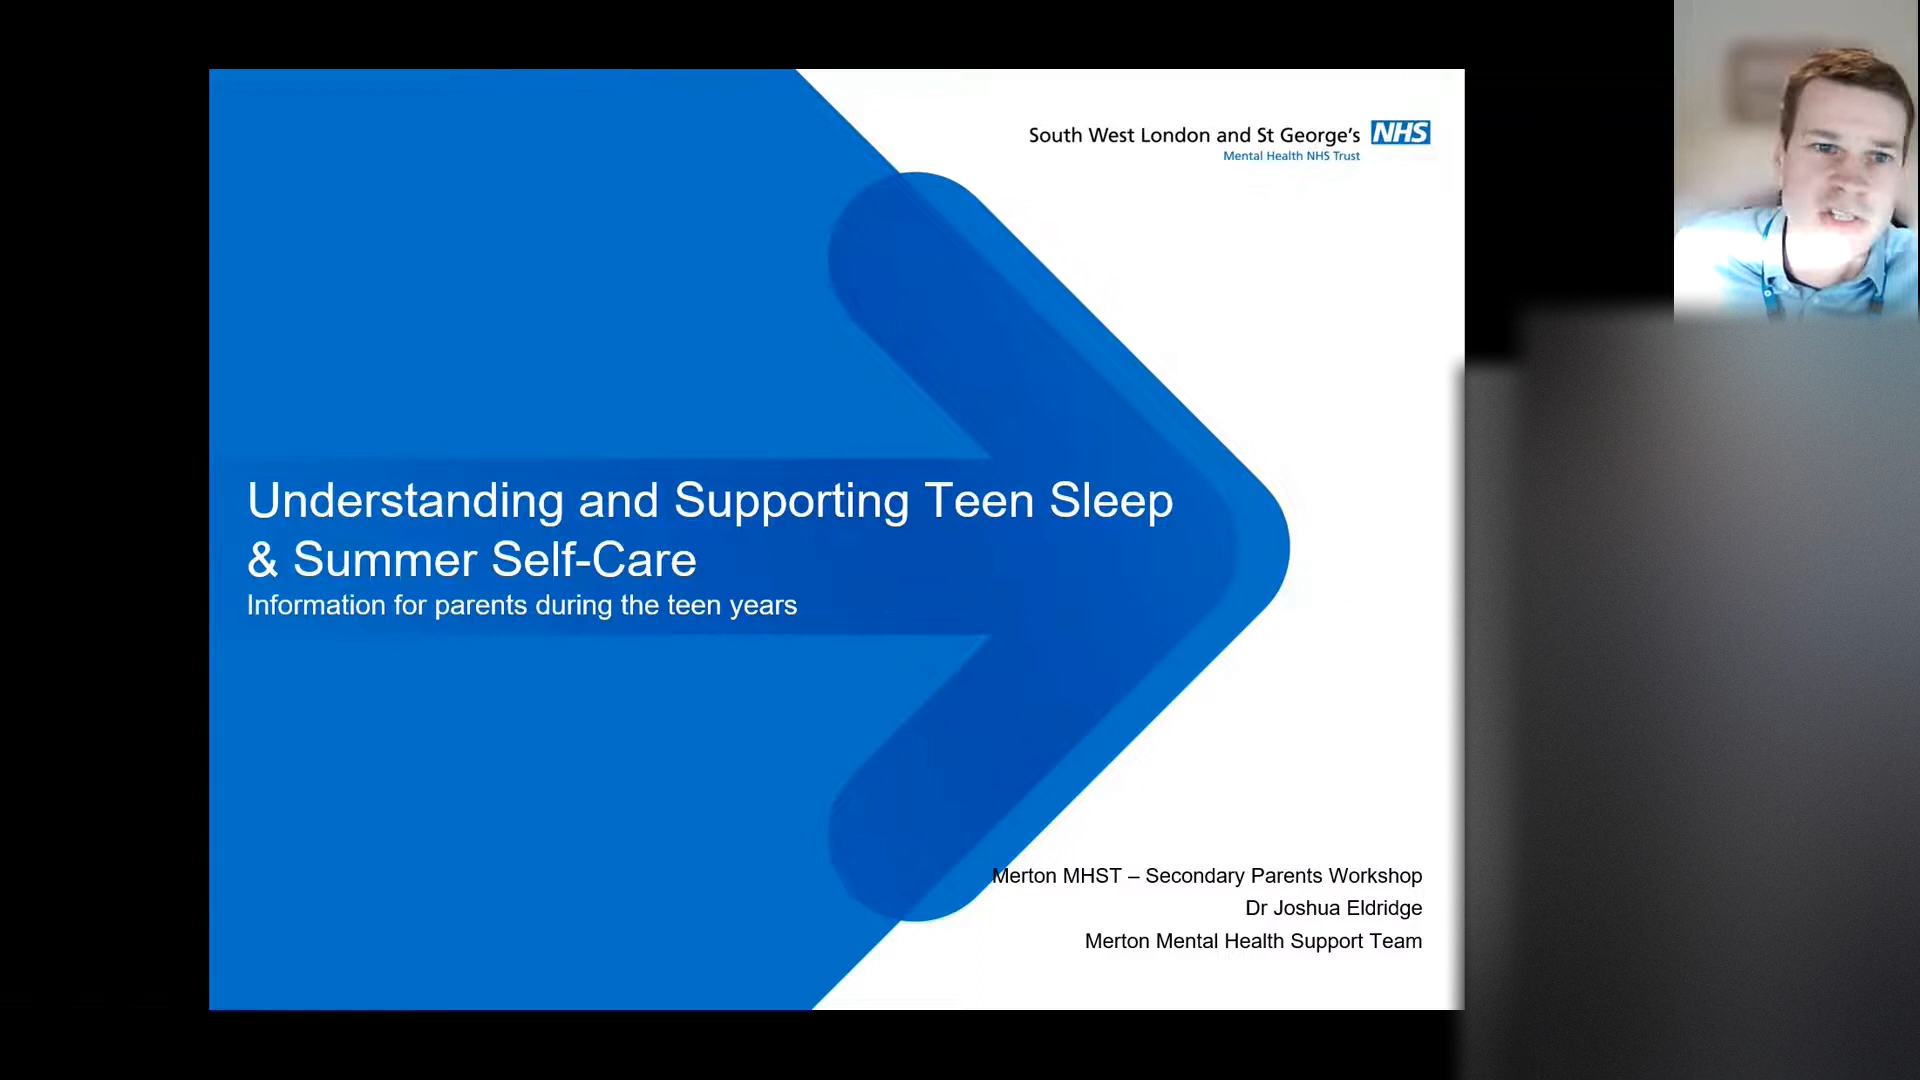 South West London and St George's NHS
Mental Health NHS Trust
Understanding and Supporting Teen Sleep
& Summer Self-Care
Information for parents during the teen years
Merton MHST – Secondary Parents Workshop
Dr Joshua Eldridge
Merton Mental Health Support Team